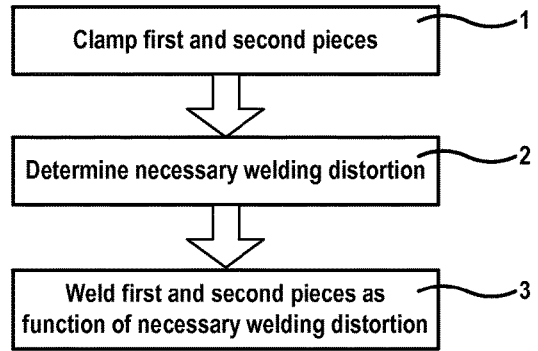 Clamp first and second pieces
1
Determine necessary welding distortion
2
Weld first and second pieces as
function of necessary welding distortion
3